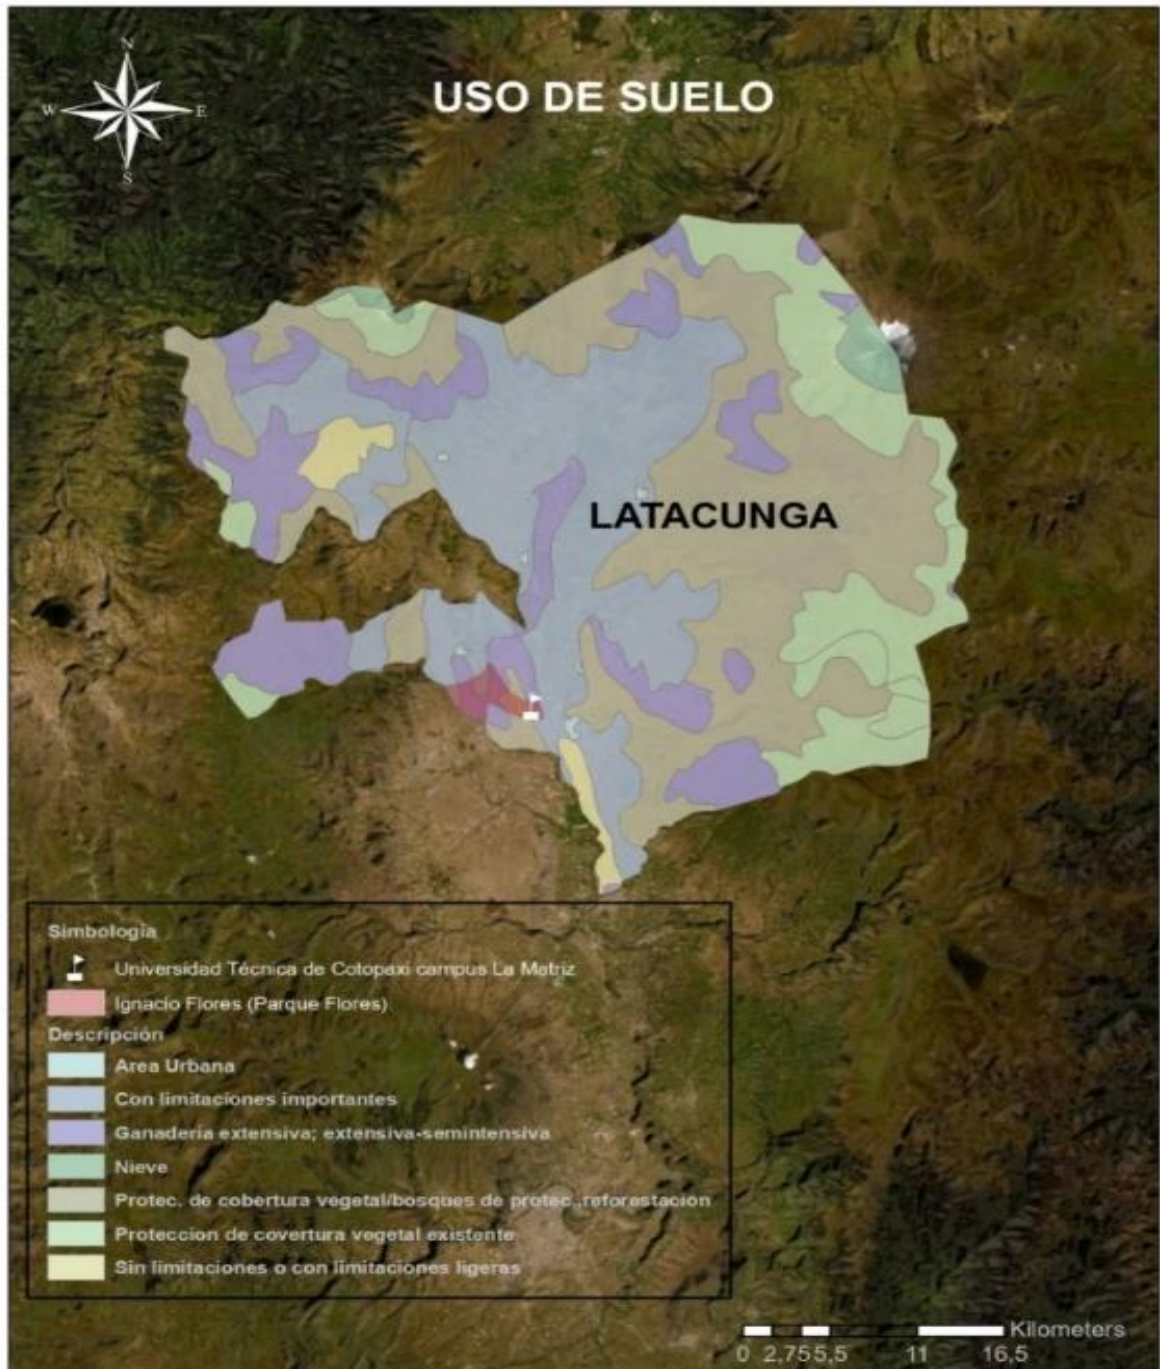 N
W E
S
USO DE SUELO
LATACUNGA
Simbología
Universidad Técnica de Cotopaxi campus La Matriz
Ignacio Flores (Parque Flores)
Descripción
Area Urbana
Con limitaciones importantes
Ganaderia extensiva; extensiva-semintensiva
Nieve
Protec. de cobertura vegetal/bosques de protec.,reforestacion
Proteccion de covertura vegetal existente
Sin limitaciones o con limitaciones ligeras
Kilometers
0 2,75 5,5 11 16,5